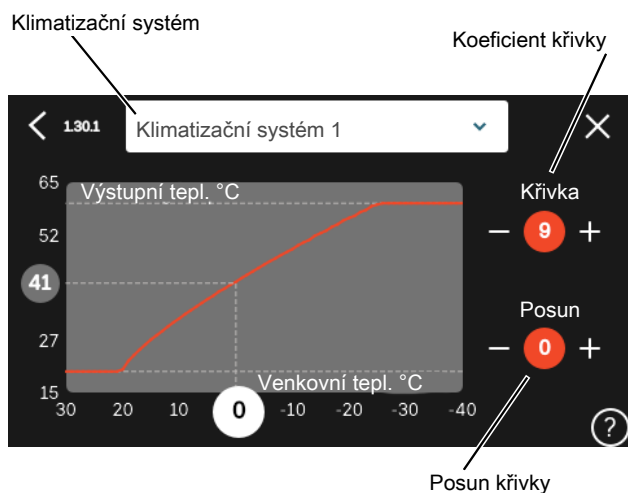 Klimatizační systém
Koeficient křivky
1.30.1
Klimatizační systém 1
65
Výstupní tepl. °C
Křivka
52
9
41
Posun
27
0
Venkovní tepl. °C
15
30 20 10 0 -10 -20 -30 -40
?
Posun křivky